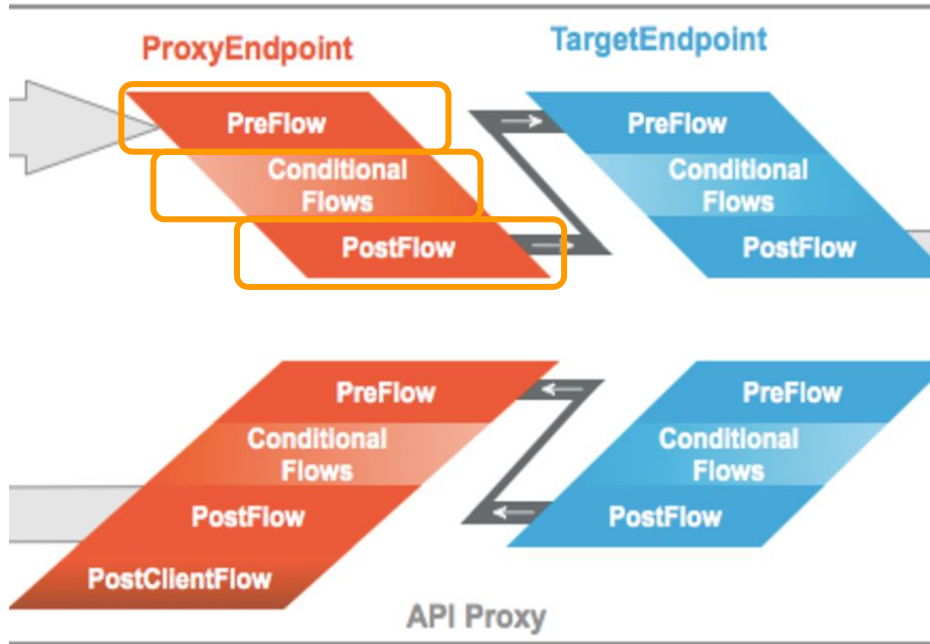 ProxyEndpoint
TargetEndpoint
PreFlow
Conditional
Flows
PostFlow
PreFlow
Conditional
Flows
PostFlow
PreFlow
Conditional
Flows
PostFlow
PostClientFlow
PreFlow
Conditional
Flows
PostFlow
API Proxy